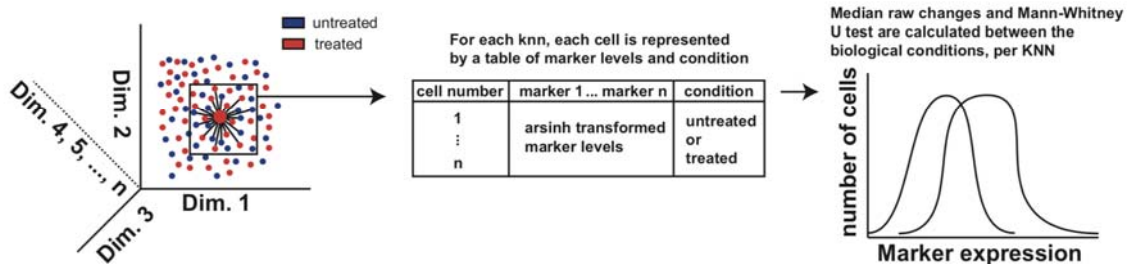 untreated
treated
Dim. 2
Dim. 4, 5, ..., n
Dim. 3
Dim. 1
For each knn, each cell is represented
by a table of marker levels and condition
cell number marker 1 ... marker n condition
1
⋮
n
arsinh transformed
marker levels
untreated
or
treated
Median raw changes and Mann-Whitney
U test are calculated between the
biological conditions, per KNN
number of cells
Marker expression